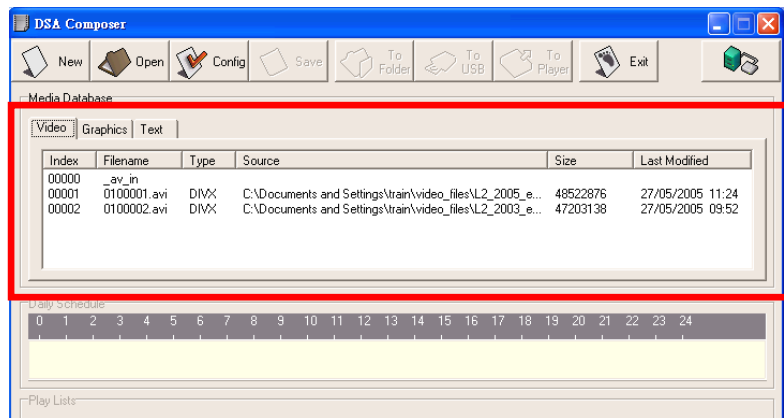 DSA Composer
New Open Config Save To Folder To USB To Player Exit
Media Database
Video Graphics Text
Index Filename Type Source Size Last Modified
00000 _av_in
00001 0100001.avi DIVX C:\Documents and Settings\train\video_files\L2_2005_e... 48522876 27/05/2005 11:24
00002 0100002.avi DIVX C:\Documents and Settings\train\video_files\L2_2003_e... 47203138 27/05/2005 09:52
Daily Schedule
0 1 2 3 4 5 6 7 8 9 10 11 12 13 14 15 16 17 18 19 20 21 22 23 24
Play Lists